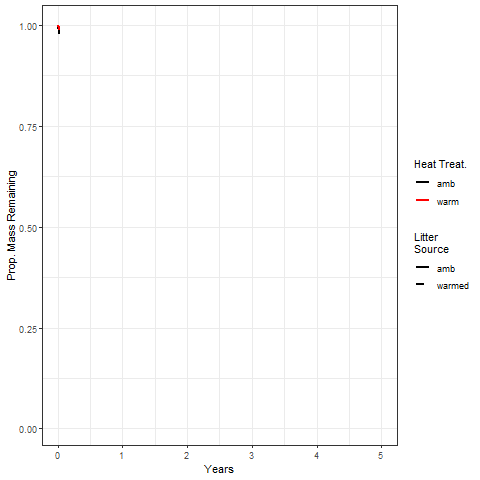 1.00
0.75
0.50
0.25
0.00
Prop. Mass Remaining
0 1 2 3 4 5
Years
Heat Treat.
amb
warm
Litter
Source
amb
warmed